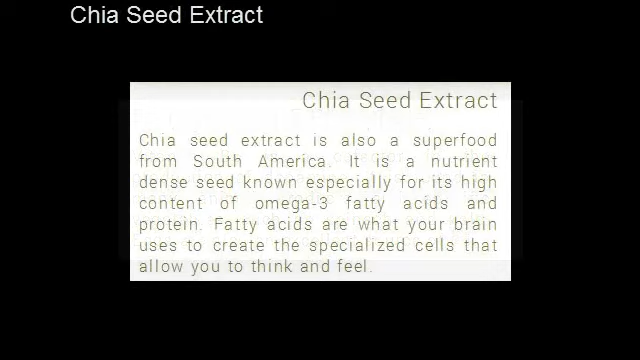 Chia Seed Extract
Chia Seed Extract
Chia seed extract is also a superfood
from South America. It is a nutrient
dense seed known especially for its high
content of omega-3 fatty acids and
protein. Fatty acids are what your brain
uses to create the specialized cells that
allow you to think and feel.